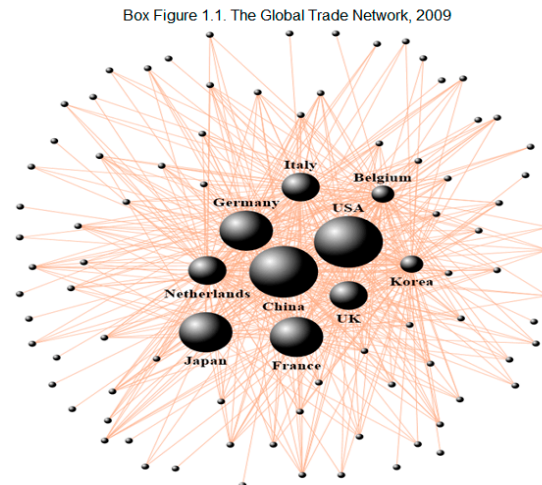 Box Figure 1.1. The Global Trade Network, 2009
Italy
Belgium
Germany
USA
Netherlands
China
Korea
UK
Japan
France